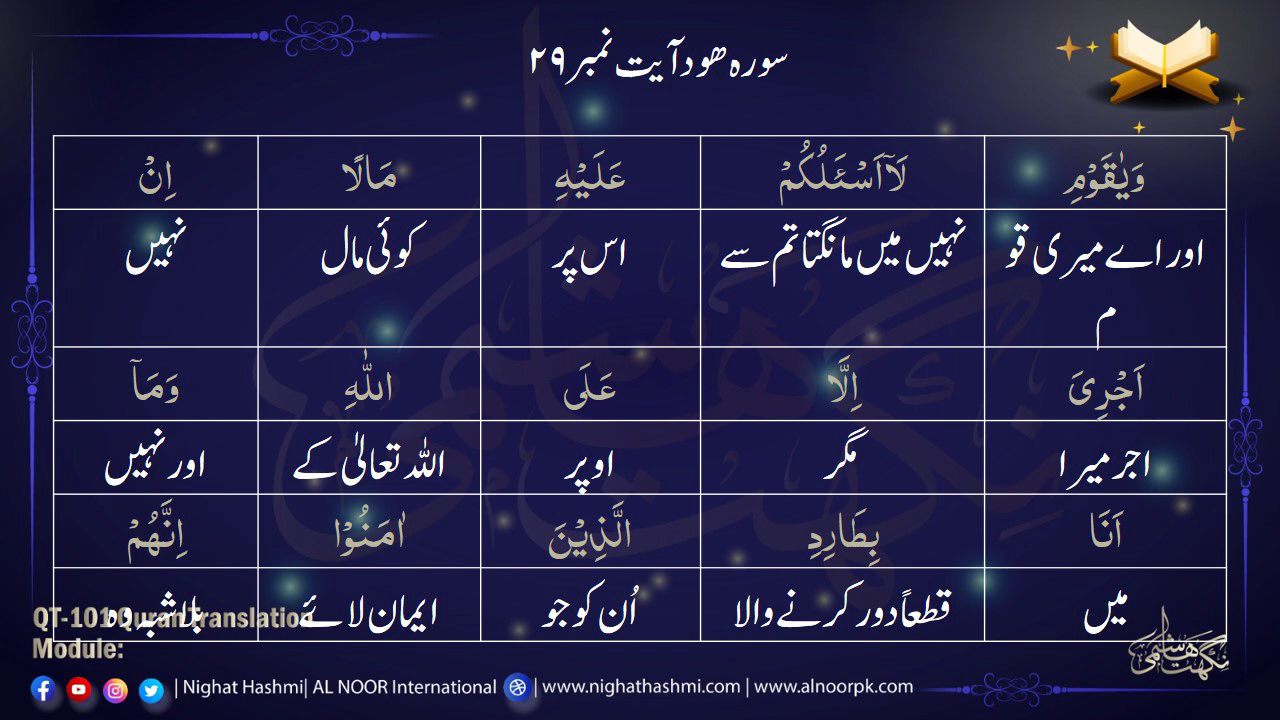 سورہ ھود آیت نمبر ۲۹
وَیٰقَوْمِ لَاۤ اَسْـَٔلُكُمْ عَلَیْهِ مَالًا اِنْ
اور اے میری قو نہیں میں مانگتا تم سے اس پر کوئی مال نہیں
م
اَجْرِیَ اِلَّا عَلَی اللّٰهِ وَمَاۤ
اجر میرا مگر اوپر اللہ تعالیٰ کے اور نہیں
اَنَا بِطَارِدِ الَّذِیْنَ اٰمَنُوْا اِنَّهُمْ
میں قطعاً دور کرنے والا اُن کو جو ایمان لائے بلاشبہ وہ
QT-101 Quran Translation
Module:
نگہت ہاشمی
| Nighat Hashmi| AL NOOR International | www.nighathashmi.com | www.alnoorpk.com